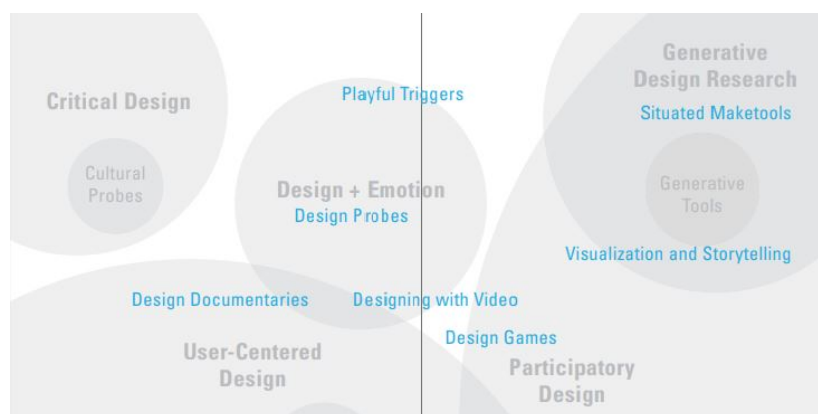 Generative
Design Research
Critical Design
Playful Triggers
Situated Maketools
Cultural
Probes
Design + Emotion
Design Probes
Generative
Tools
Visualization and Storytelling
Design Documentaries
Designing with Video
Design Games
User-Centered
Design
Participatory
Design